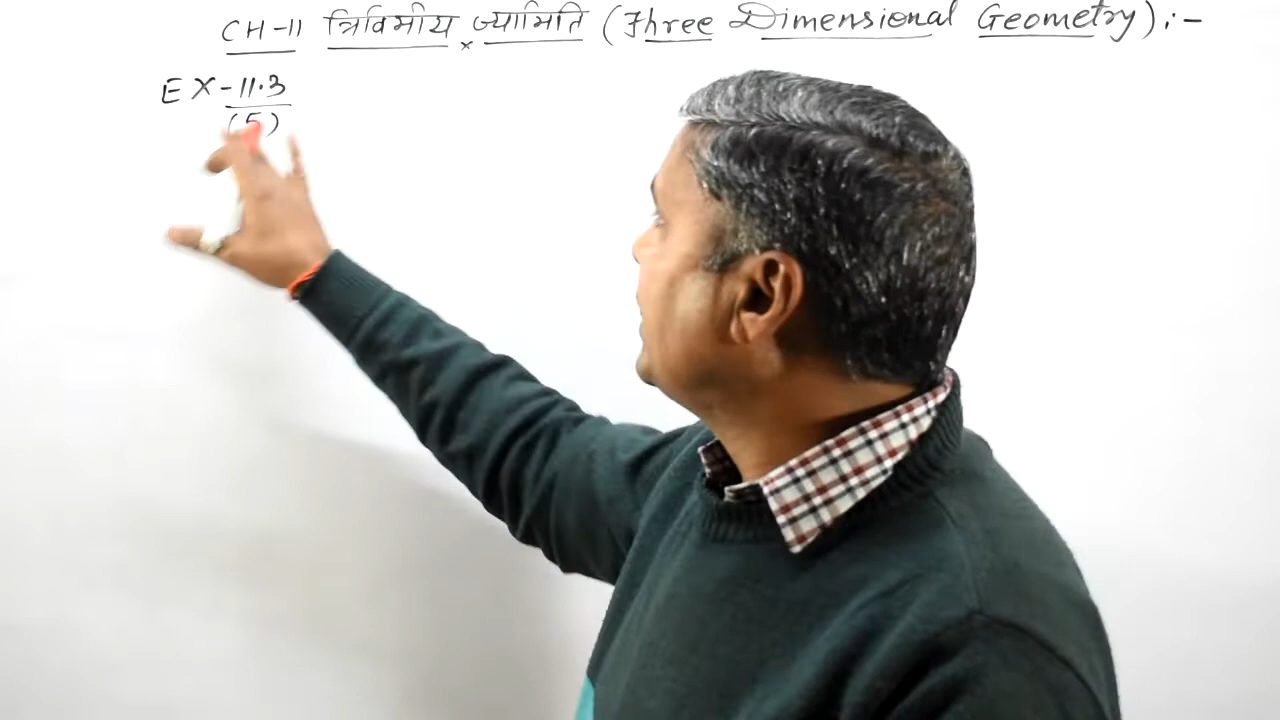 CH-11 त्रिविमीय ज्यामिति (Three Dimensional Geometry):-
EX-11.3
(5)